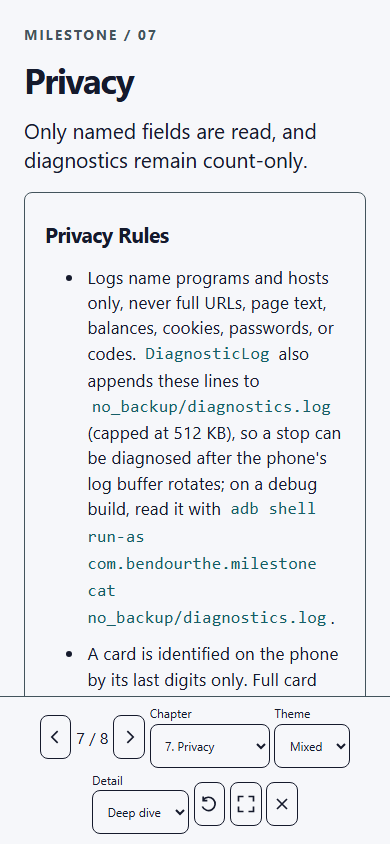 MILESTONE / 07
Privacy
Only named fields are read, and
diagnostics remain count-only.
Privacy Rules
• Logs name programs and hosts
only, never full URLs, page text,
balances, cookies, passwords, or
codes. DiagnosticLog also
appends these lines to
no_backup/diagnostics.log
(capped at 512 KB), so a stop can
be diagnosed after the phone's
log buffer rotates; on a debug
build, read it with adb shell
run-as
com.bendourthe.milestone
cat
no_backup/diagnostics.log.
• A card is identified on the phone
by its last digits only. Full card
7 / 8
Chapter
7. Privacy
Theme
Mixed
Detail
Deep dive